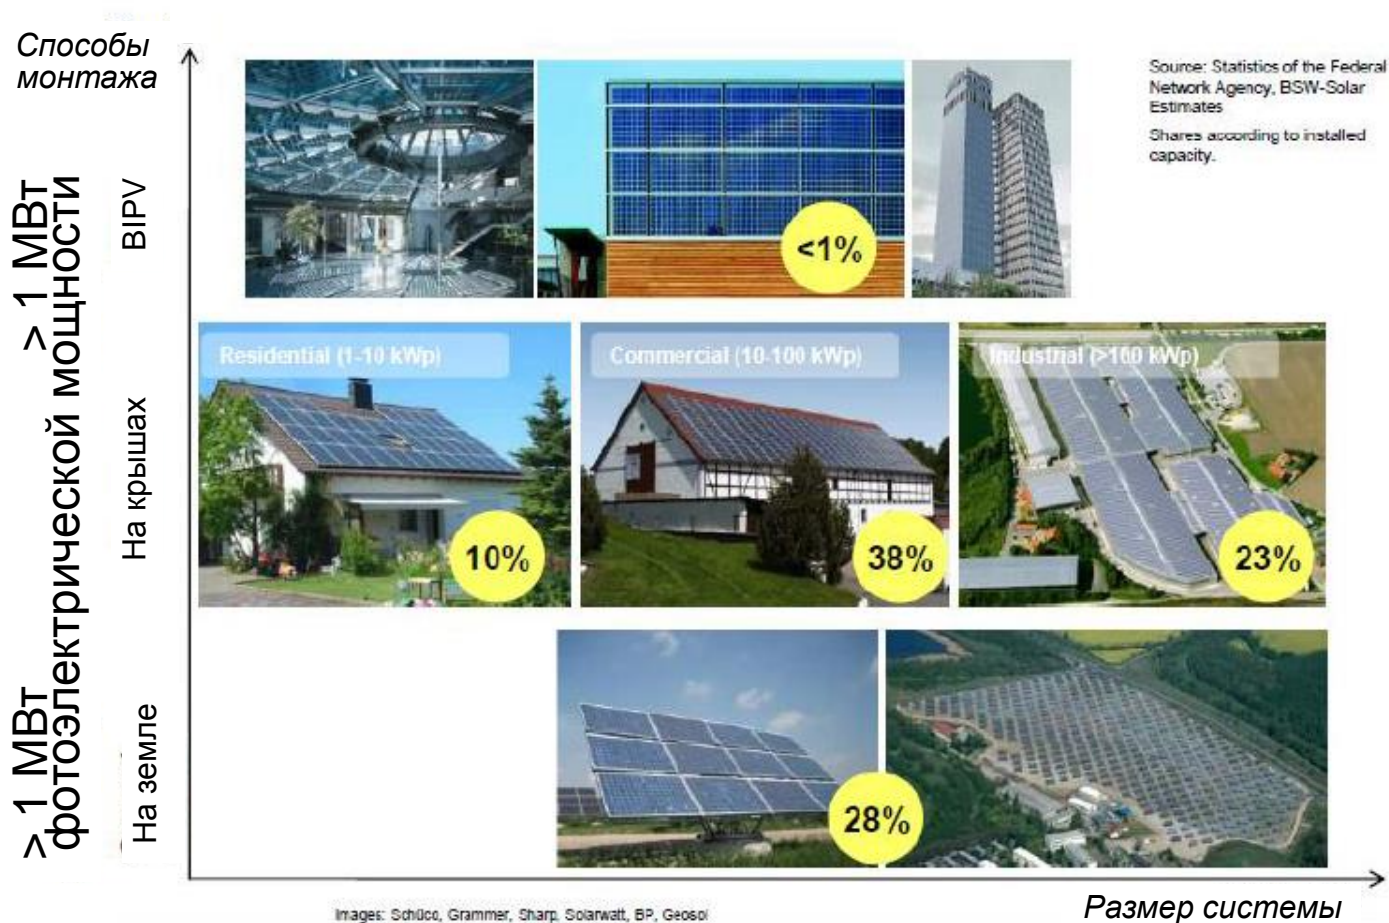 Способы
монтажа
Source: Statistics of the Federal
Network Agency, BSW-Solar
Estimates
Shares according to installed
capacity.
> 1 МВт
> 1 МВт
фотоэлектрической мощности
BIPV
<1%
На крышах
Residential (1-10 kWp)
Commercial (10-100 kWp)
Industrial (>100 kWp)
10%
38%
23%
На земле
28%
Размер системы
Images: Schüco, Grammer, Sharp, Solarwatt, BP, Geosol